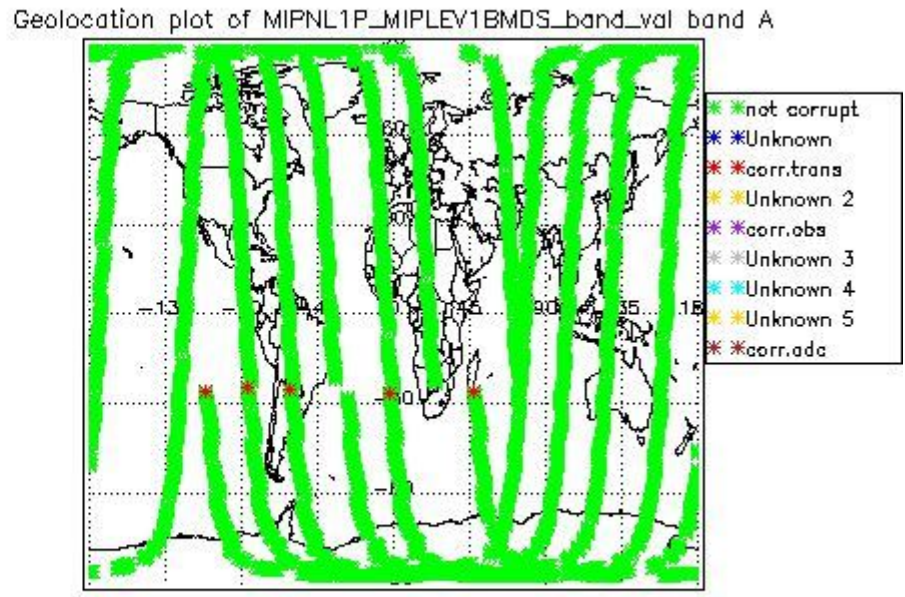 Geolocation plot of MIPNL1P_MIPLEV1BMDS_band_val band A
not corrupt
Unknown
corr.trans
Unknown 2
corr.obs
Unknown 3
Unknown 4
Unknown 5
corr.adc